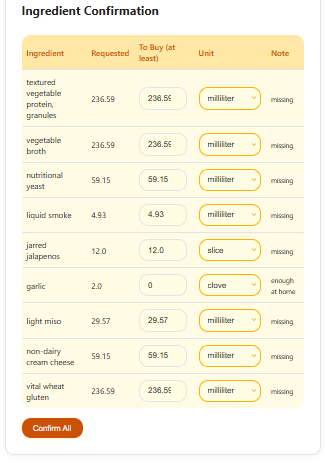 Ingredient Confirmation
Ingredient Requested To Buy (at least) Unit Note
textured vegetable protein, granules 236.59 236.59 milliliter missing
vegetable broth 236.59 236.59 milliliter missing
nutritional yeast 59.15 59.15 milliliter missing
liquid smoke 4.93 4.93 milliliter missing
jarred jalapenos 12.0 12.0 slice missing
garlic 2.0 0 clove enough at home
light miso 29.57 29.57 milliliter missing
non-dairy cream cheese 59.15 59.15 milliliter missing
vital wheat gluten 236.59 236.59 milliliter missing
Confirm All